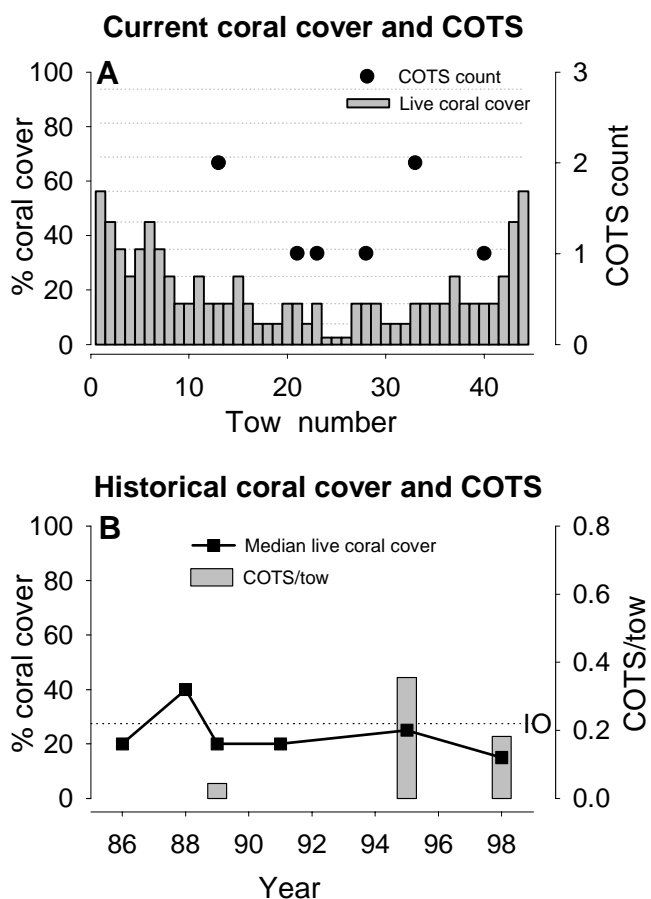 Current coral cover and COTS
A
COTS count
Live coral cover
100
80
60
40
20
0
% coral cover
3
2
1
0
COTS count
0 10 20 30 40
Tow number
Historical coral cover and COTS
B
Median live coral cover
COTS/tow
100
80
60
40
20
0
% coral cover
0.8
0.6
0.4
0.2
0.0
IO
COTS/tow
86 88 90 92 94 96 98
Year